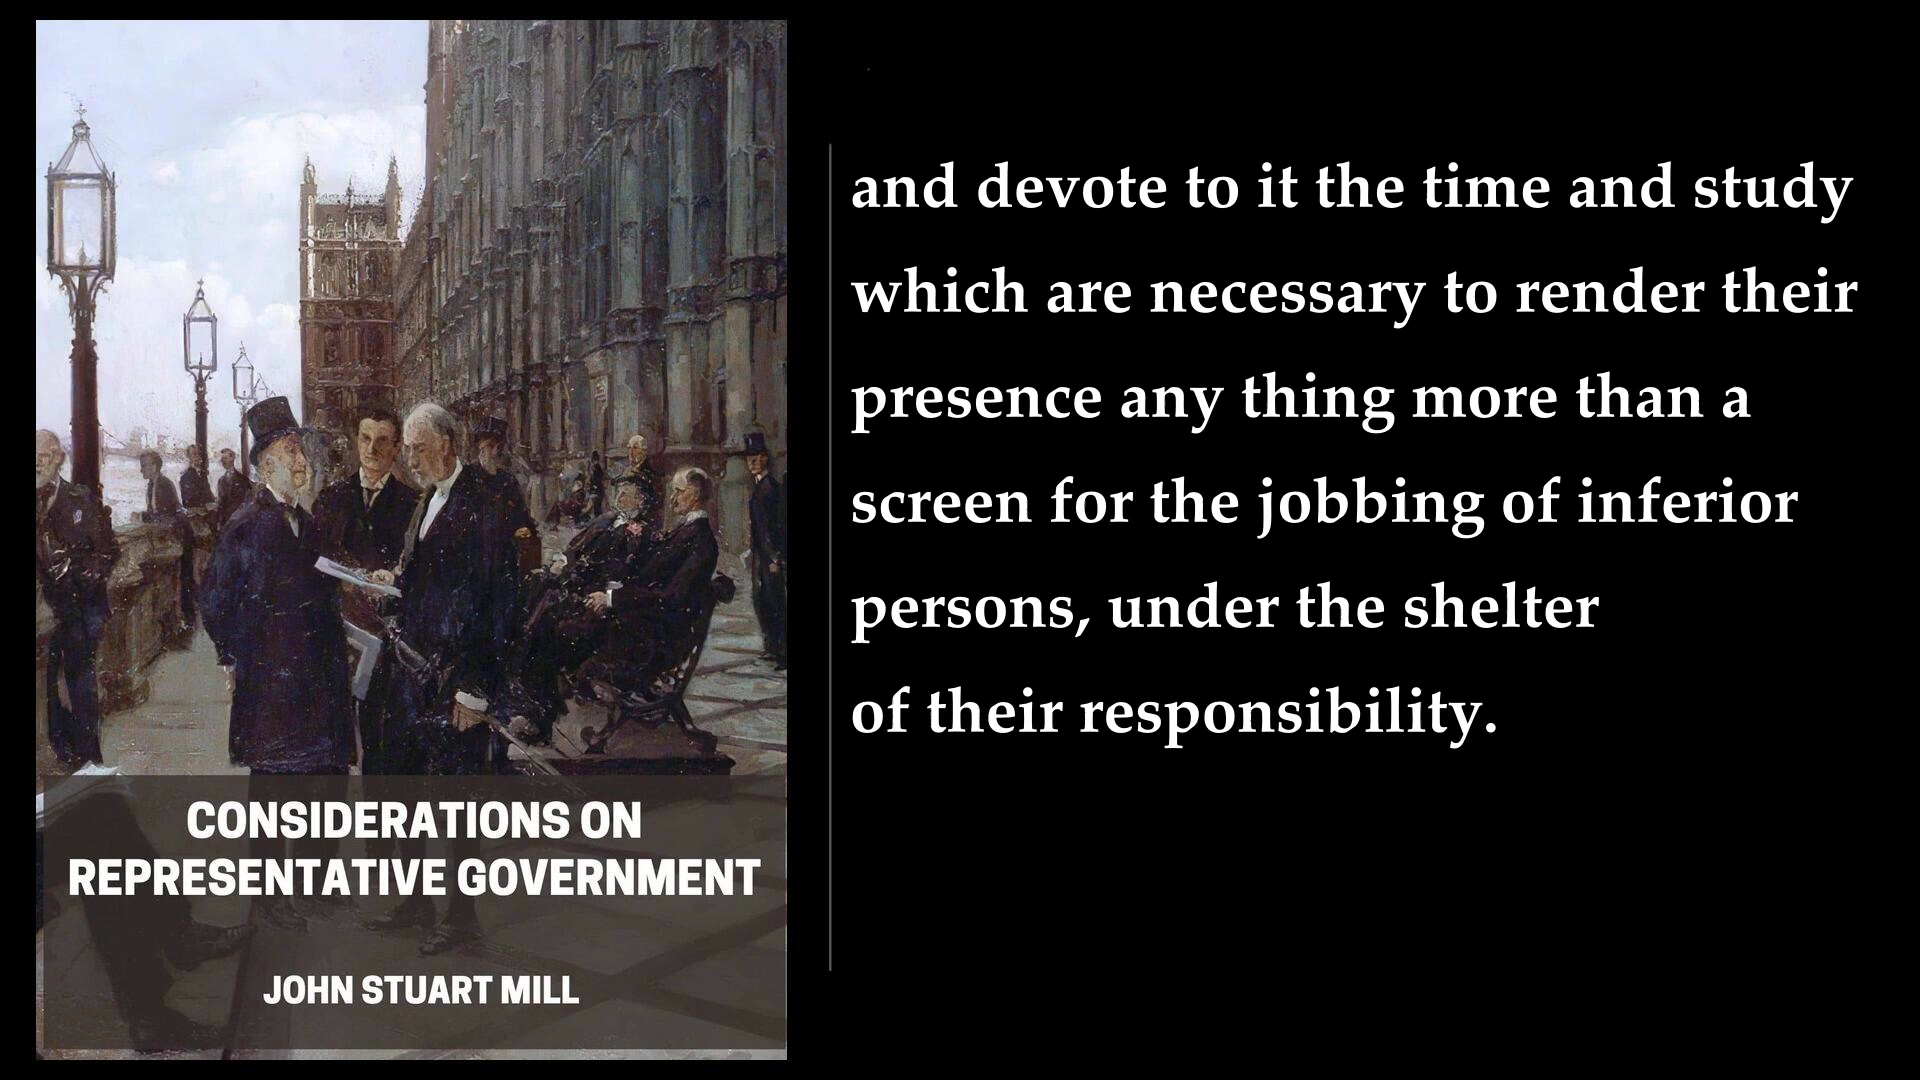 CONSIDERATIONS ON
REPRESENTATIVE GOVERNMENT
JOHN STUART MILL
and devote to it the time and study
which are necessary to render their
presence any thing more than a
screen for the jobbing of inferior
persons, under the shelter
of their responsibility.